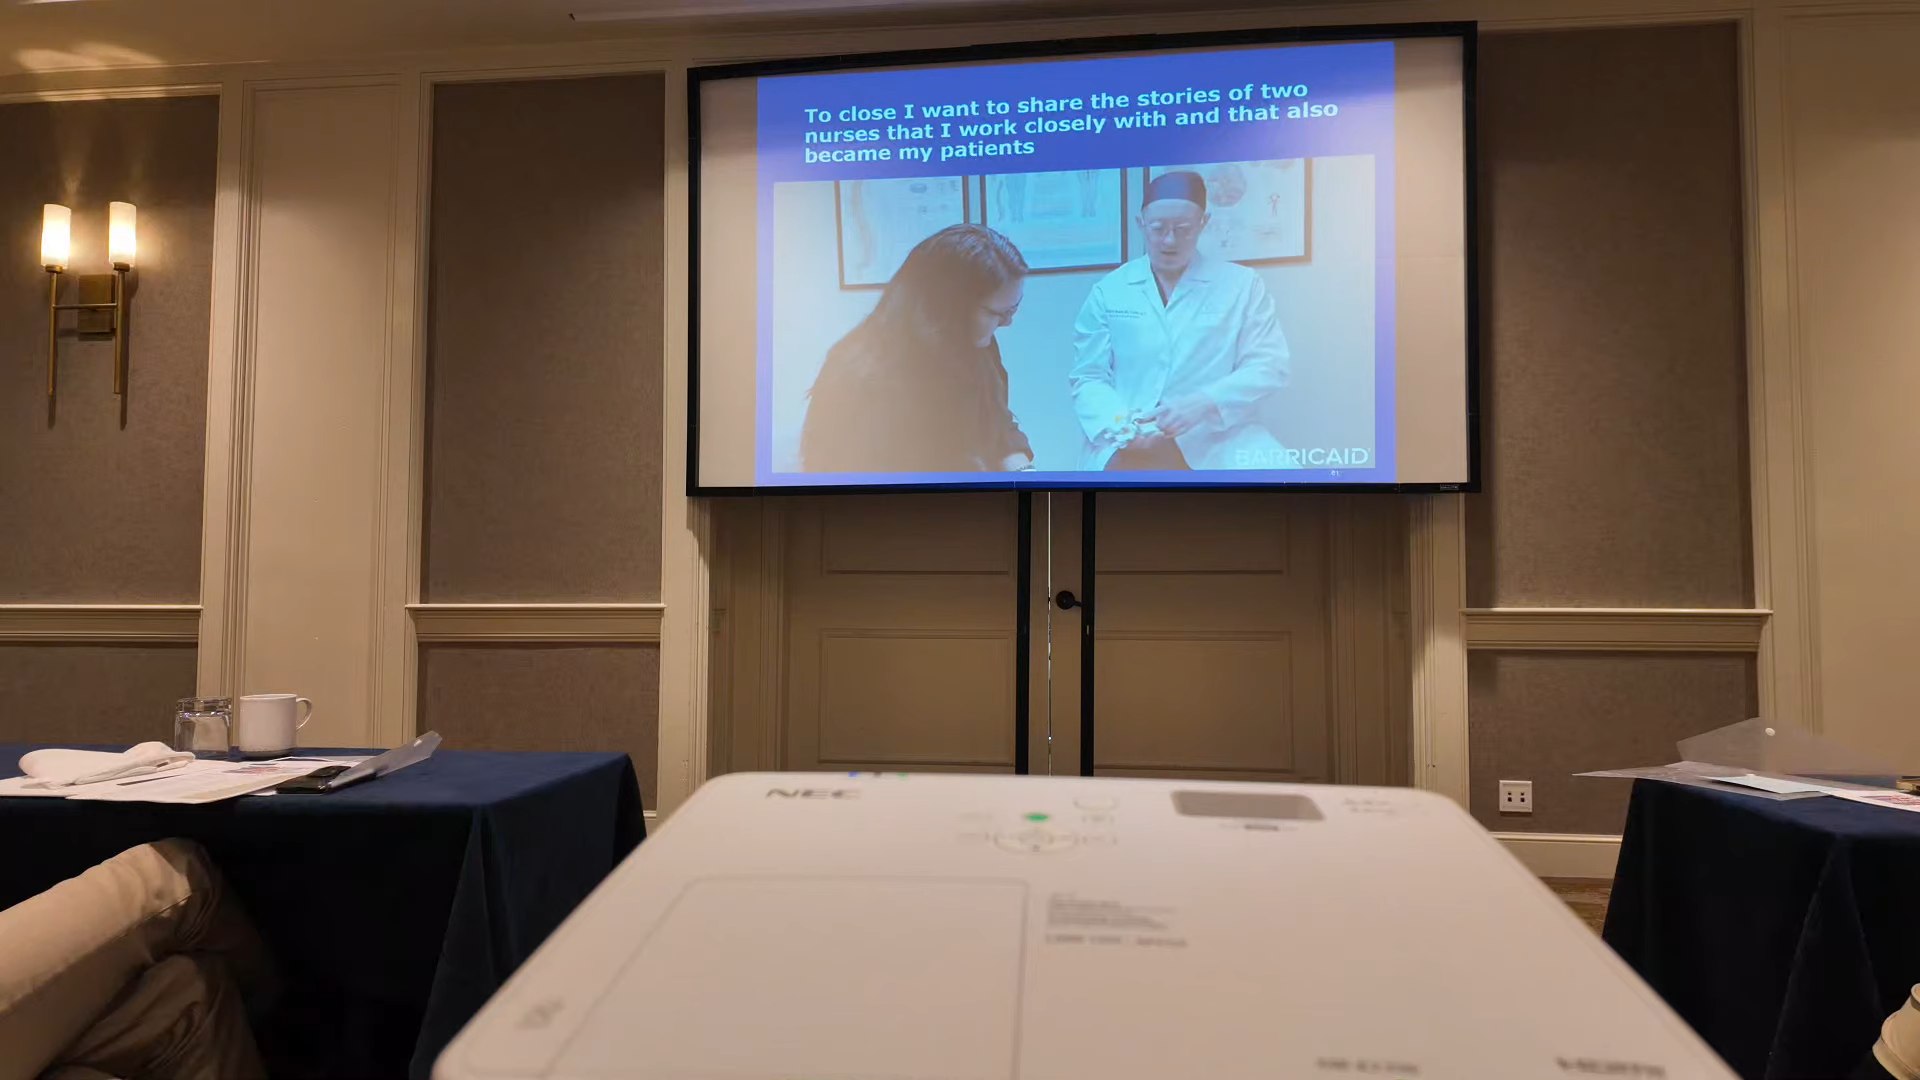 To close I want to share the stories of two
nurses that I work closely with and that also
became my patients
BARRICAID
NEC